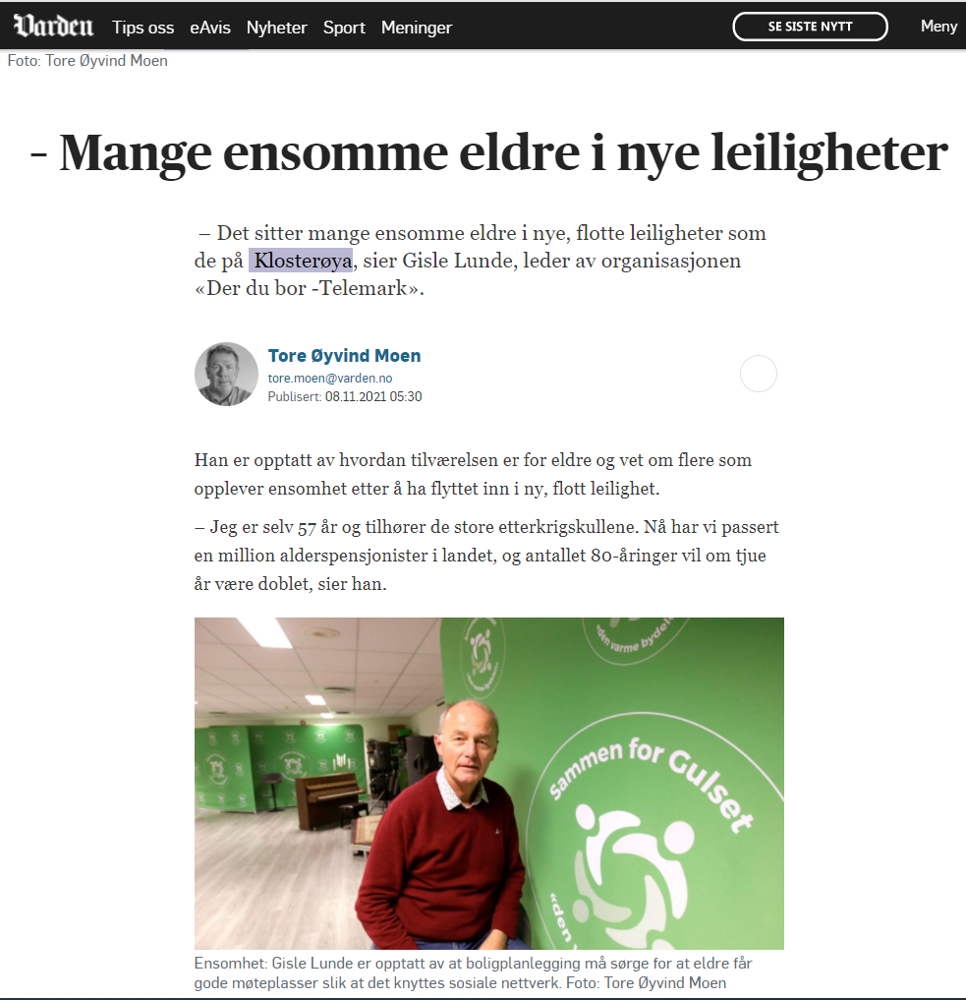 Varden Tips oss eAvis Nyheter Sport Meninger SE SISTE NYTT Meny
Foto: Tore Øyvind Moen
– Mange ensomme eldre i nye leiligheter
– Det sitter mange ensomme eldre i nye, flotte leiligheter som
de på Klosterøya, sier Gisle Lunde, leder av organisasjonen
«Der du bor -Telemark».
Tore Øyvind Moen
tore.moen@varden.no
Publisert: 08.11.2021 05:30
Han er opptatt av hvordan tilværelsen er for eldre og vet om flere som
opplever ensomhet etter å ha flyttet inn i ny, flott leilighet.
– Jeg er selv 57 år og tilhører de store etterkrigskullene. Nå har vi passert
en million alderspensjonister i landet, og antallet 80-åringer vil om tjue
år være doblet, sier han.
«den varme bydele
Sammen for Gulset
«den v
Ensomhet: Gisle Lunde er opptatt av at boligplanlegging må sørge for at eldre får
gode møteplasser slik at det knyttes sosiale nettverk. Foto: Tore Øyvind Moen